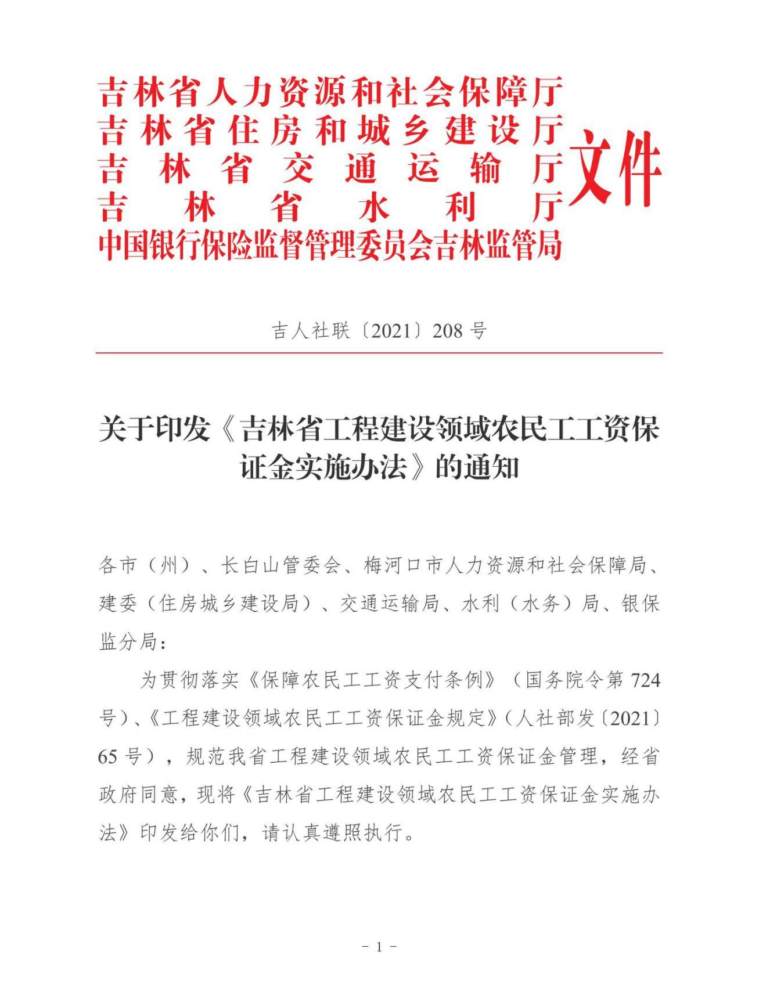 吉林省人力资源和社会保障厅
吉林省住房和城乡建设厅
吉林省交通运输厅
吉林省水利厅
中国银行保险监督管理委员会吉林监管局
文件
吉人社联〔2021〕208 号
关于印发《吉林省工程建设领域农民工工资保
证金实施办法》的通知
各市（州）、长白山管委会、梅河口市人力资源和社会保障局、
建委（住房城乡建设局）、交通运输局、水利（水务）局、银保
监分局：
为贯彻落实《保障农民工工资支付条例》（国务院令第 724
号）、《工程建设领域农民工工资保证金规定》（人社部发〔2021〕
65 号），规范我省工程建设领域农民工工资保证金管理，经省
政府同意，现将《吉林省工程建设领域农民工工资保证金实施办
法》印发给你们，请认真遵照执行。
- 1 -